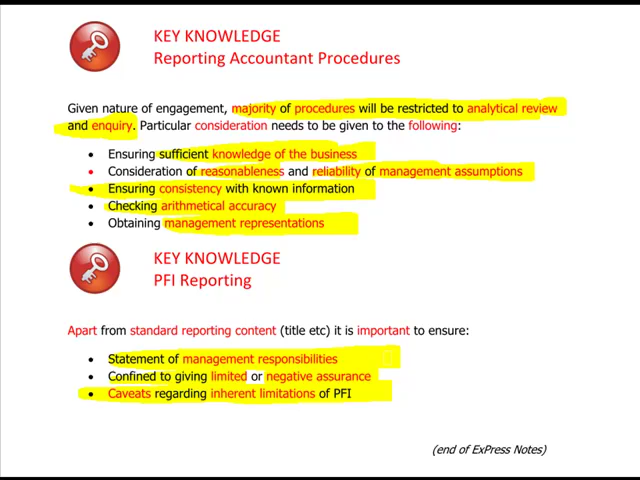 KEY KNOWLEDGE
Reporting Accountant Procedures
Given nature of engagement, majority of procedures will be restricted to analytical review
and enquiry. Particular consideration needs to be given to the following:
• Ensuring sufficient knowledge of the business
• Consideration of reasonableness and reliability of management assumptions
• Ensuring consistency with known information
• Checking arithmetical accuracy
• Obtaining management representations
KEY KNOWLEDGE
PFI Reporting
Apart from standard reporting content (title etc) it is important to ensure:
• Statement of management responsibilities
• Confined to giving limited or negative assurance
• Caveats regarding inherent limitations of PFI
(end of ExPress Notes)